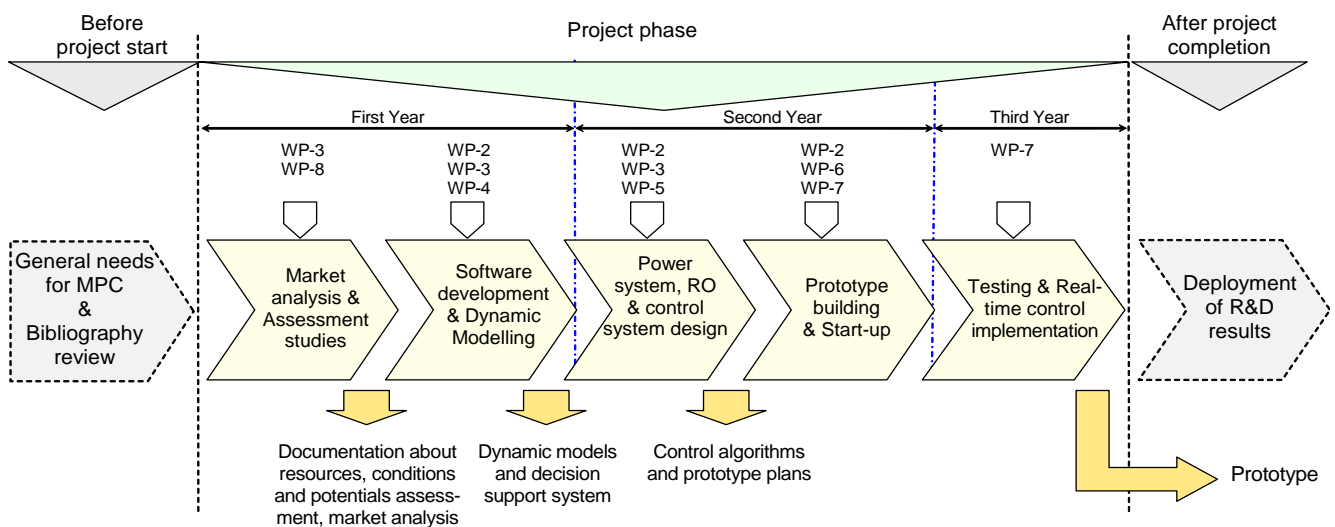 Before
project start
Project phase
After project
completion
First Year
Second Year
Third Year
WP-3
WP-8
WP-2
WP-3
WP-4
WP-2
WP-3
WP-5
WP-2
WP-6
WP-7
WP-7
General needs
for MPC
&
Bibliography
review
Market
analysis &
Assessment
studies
Software
development
& Dynamic
Modelling
Power
system, RO
& control
system design
Prototype
building
& Start-up
Testing & Real-
time control
implementation
Deployment
of R&D
results
Documentation about
resources, conditions
and potentials assess-
ment, market analysis
Dynamic models
and decision
support system
Control algorithms
and prototype plans
Prototype